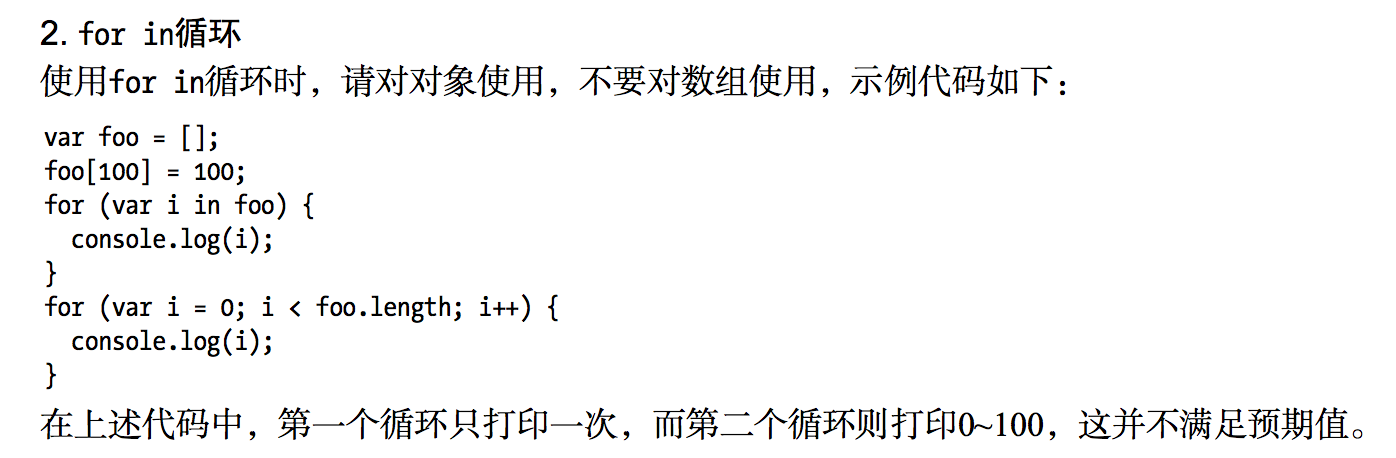 2. for in循环
使用for in循环时，请对对象使用，不要对数组使用，示例代码如下：
var foo = [];
foo[100] = 100;
for (var i in foo) {
  console.log(i);
}
for (var i = 0; i < foo.length; i++) {
  console.log(i);
}
在上述代码中，第一个循环只打印一次，而第二个循环则打印0~100，这并不满足预期值。